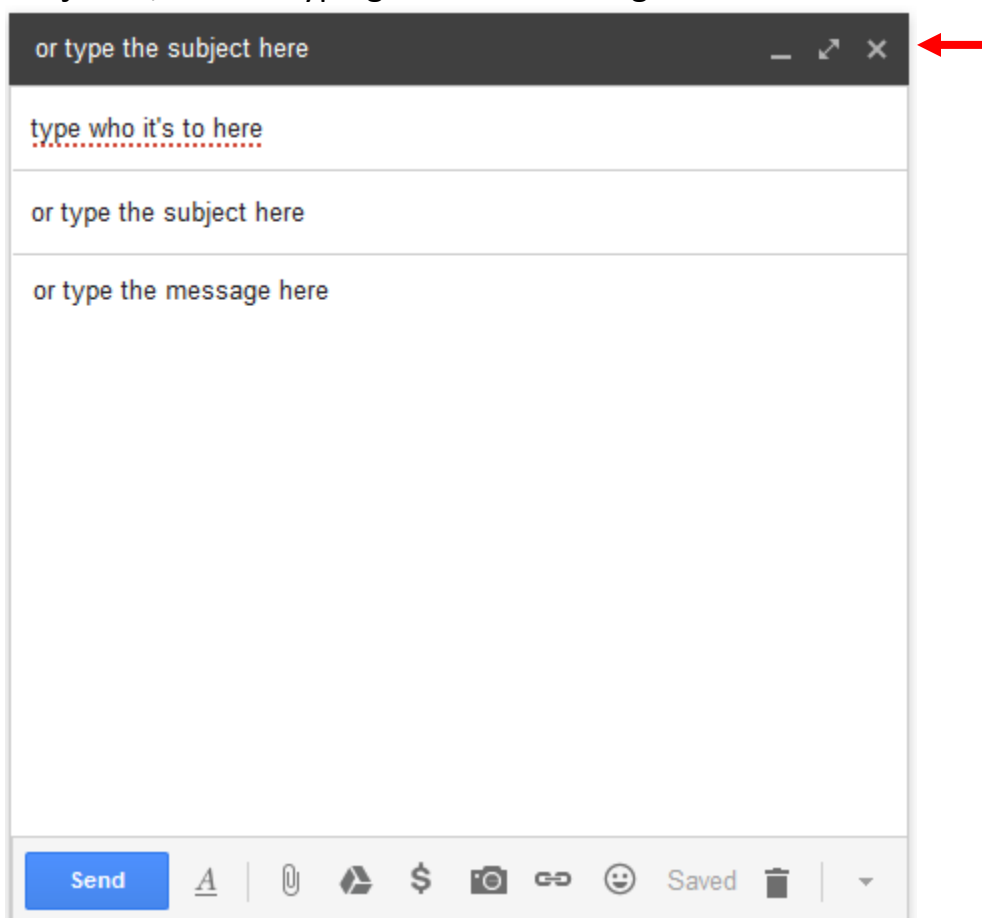 or type the subject here
type who it's to here
or type the subject here
or type the message here
Send A $ Saved